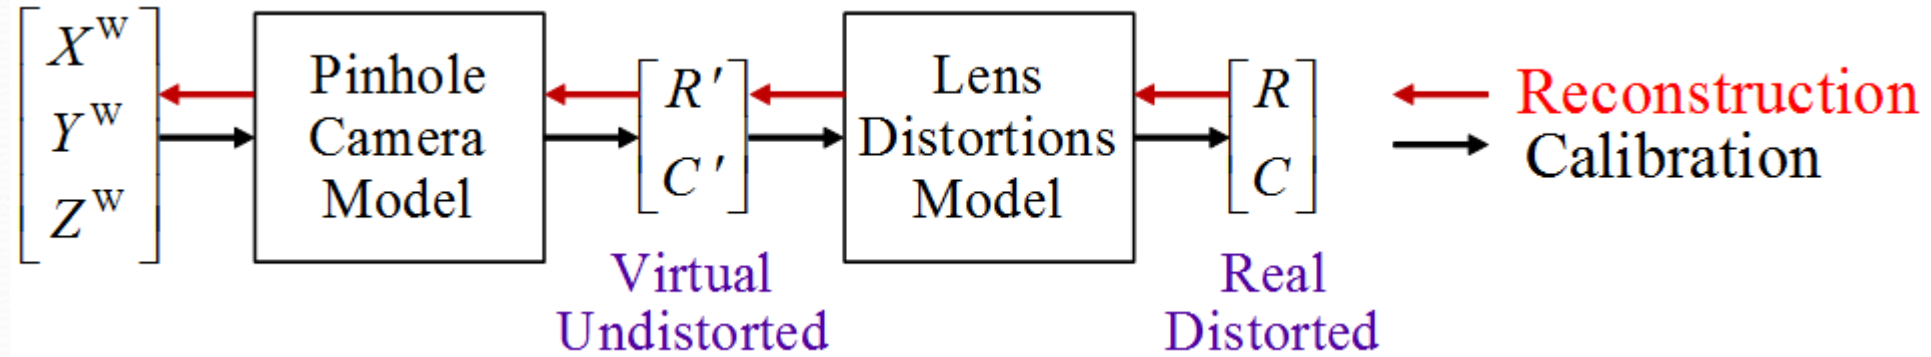 X^w
Y^w
Z^w
Pinhole
Camera
Model
R′
C′
Virtual
Undistorted
Lens
Distortions
Model
R
C
Real
Distorted
Reconstruction
Calibration